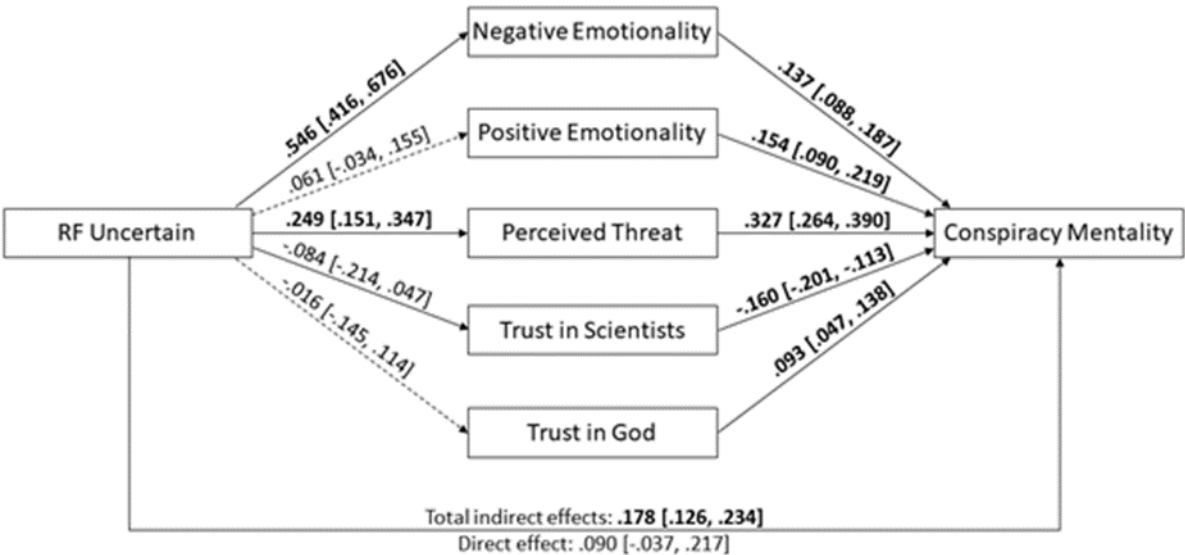 Negative Emotionality
.546 [.416, .676]
.137 [.088, .187]
Positive Emotionality
.061 [-.034, .155]
.154 [.090, .219]
RF Uncertain
.249 [.151, .347]
Perceived Threat
.327 [.264, .390]
Conspiracy Mentality
-.084 [-.214, .047]
Trust in Scientists
-.160 [-.201, -.113]
-.016 [-.145, .114]
Trust in God
.093 [.047, .138]
Total indirect effects: .178 [.126, .234]
Direct effect: .090 [-.037, .217]